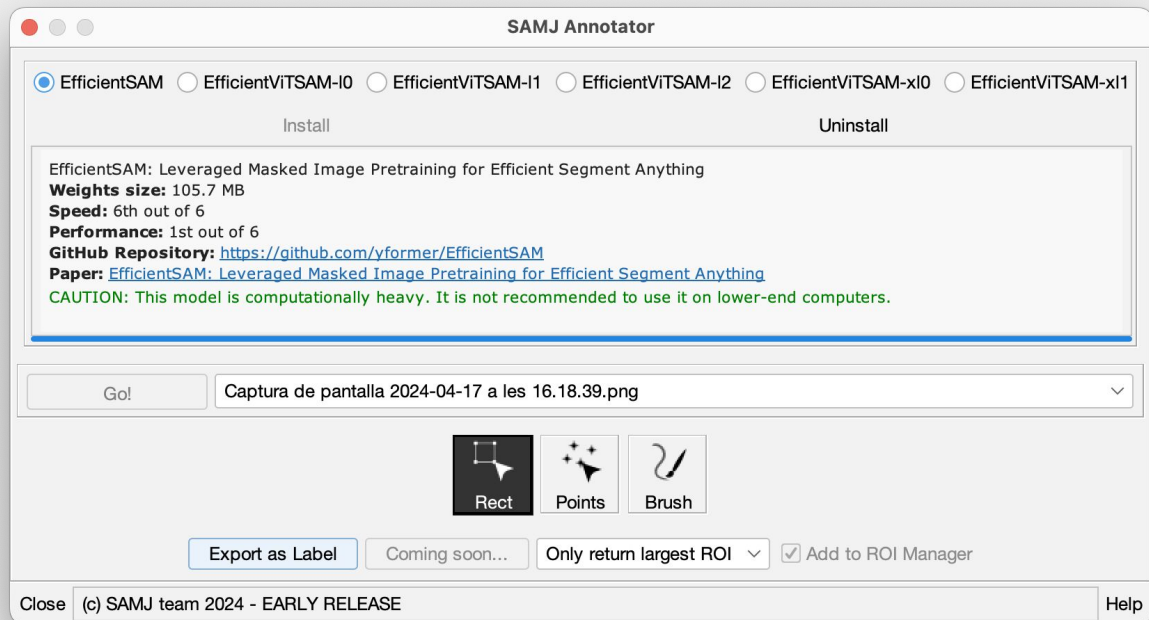 SAMJ Annotator
EfficientSAM EfficientViTSAM-l0 EfficientViTSAM-l1 EfficientViTSAM-l2 EfficientViTSAM-xl0 EfficientViTSAM-xl1
Install Uninstall
EfficientSAM: Leveraged Masked Image Pretraining for Efficient Segment Anything
Weights size: 105.7 MB
Speed: 6th out of 6
Performance: 1st out of 6
GitHub Repository: https://github.com/yformer/EfficientSAM
Paper: EfficientSAM: Leveraged Masked Image Pretraining for Efficient Segment Anything
CAUTION: This model is computationally heavy. It is not recommended to use it on lower-end computers.
Go! Captura de pantalla 2024-04-17 a les 16.18.39.png
Rect Points Brush
Export as Label Coming soon... Only return largest ROI Add to ROI Manager
Close (c) SAMJ team 2024 - EARLY RELEASE Help